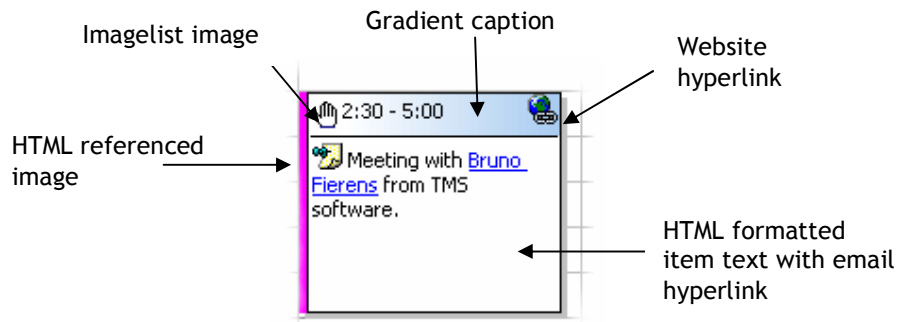 Imagelist image
Gradient caption
Website
hyperlink
2:30 - 5:00
HTML referenced
image
Meeting with Bruno
Fierens from TMS
software.
HTML formatted
item text with email
hyperlink